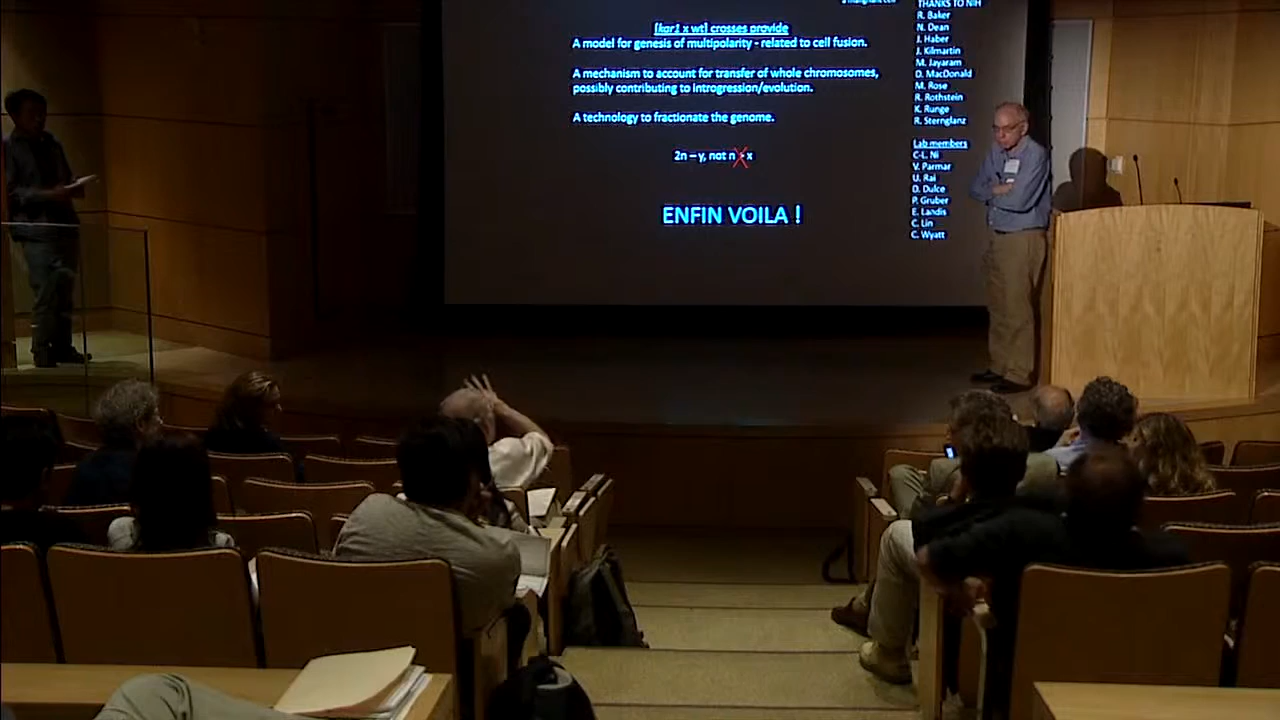 a malignant cell
[kar1 x wt] crosses provide
A model for genesis of multipolarity - related to cell fusion.
A mechanism to account for transfer of whole chromosomes,
possibly contributing to introgression/evolution.
A technology to fractionate the genome.
2n – y, not n - x
ENFIN VOILA !
THANKS TO NIH
R. Baker
N. Dean
J. Haber
J. Kilmartin
M. Jayaram
D. MacDonald
M. Rose
R. Rothstein
K. Runge
R. Sternglanz
Lab members
C-L. Ni
V. Parmar
U. Rai
D. Dulce
P. Gruber
E. Landis
C. Lin
C. Wyatt